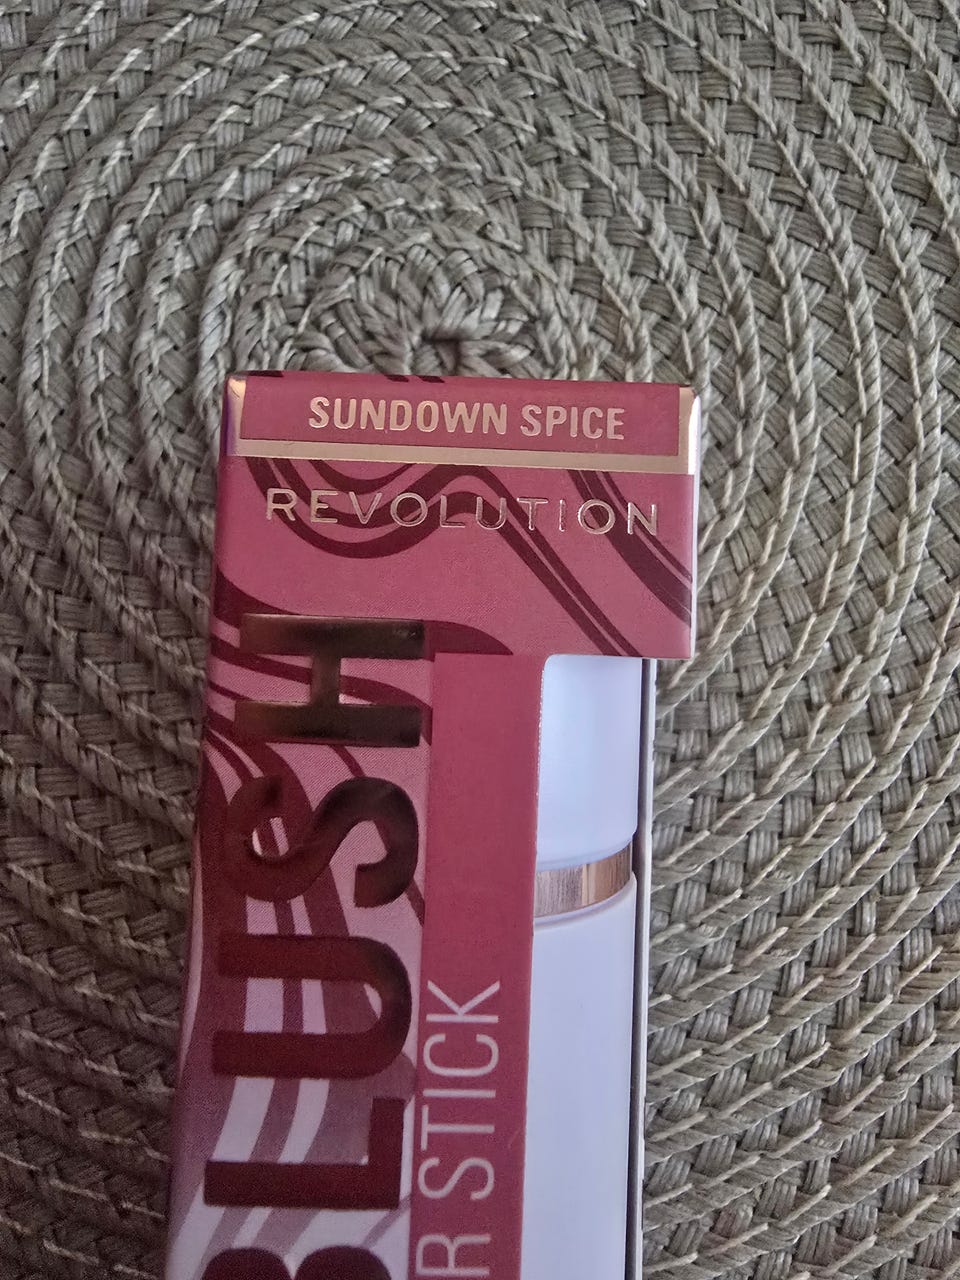 SUNDOWN SPICE
REVOLUTION
BLUSH
R STICK